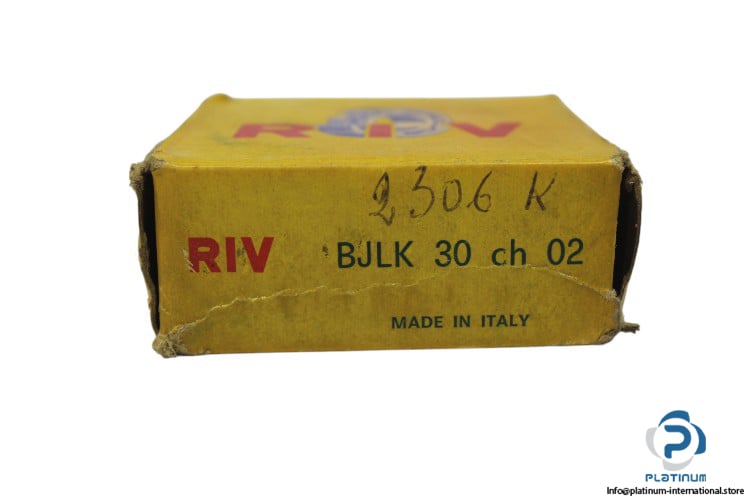 RIV
2306 K
RIV BJLK 30 ch 02
MADE IN ITALY
PLATINUM
Info@platinum-international.store